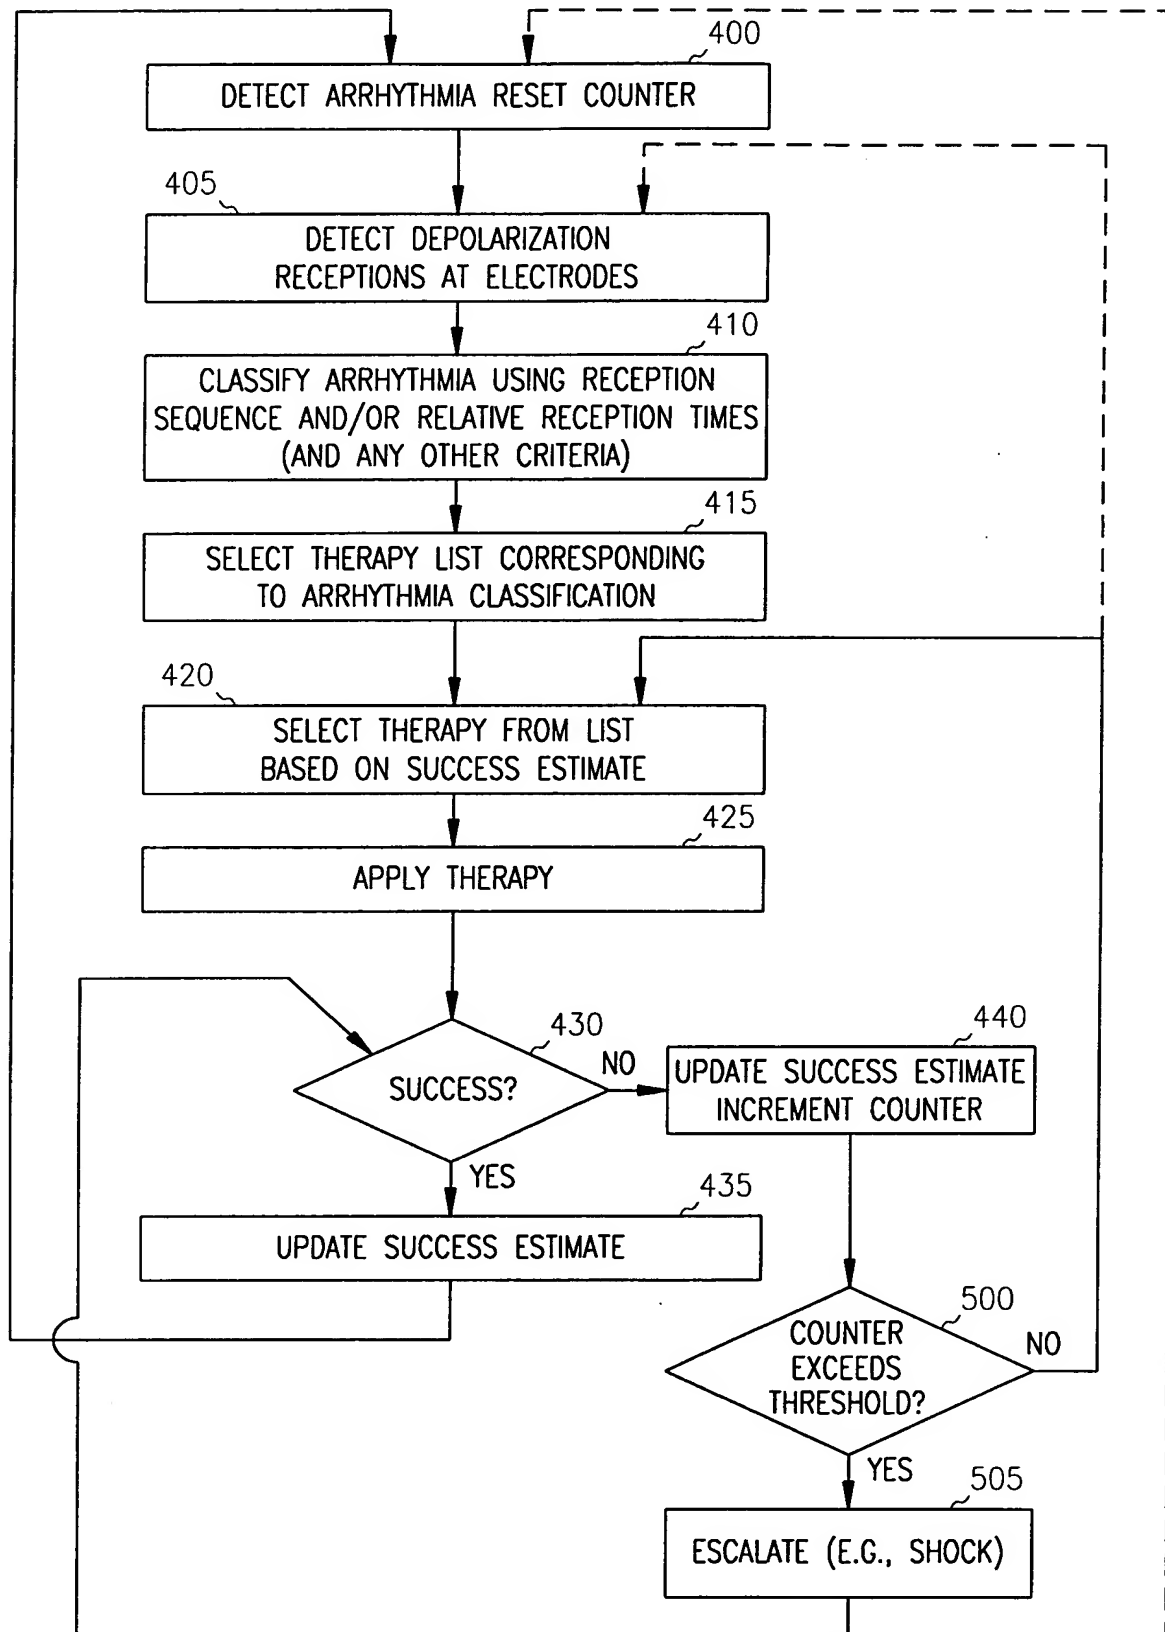 400
DETECT ARRHYTHMIA RESET COUNTER
405
DETECT DEPOLARIZATION
RECEPTIONS AT ELECTRODES
410
CLASSIFY ARRHYTHMIA USING RECEPTION
SEQUENCE AND/OR RELATIVE RECEPTION TIMES
(AND ANY OTHER CRITERIA)
415
SELECT THERAPY LIST CORRESPONDING
TO ARRHYTHMIA CLASSIFICATION
420
SELECT THERAPY FROM LIST
BASED ON SUCCESS ESTIMATE
425
APPLY THERAPY
430
SUCCESS?
NO
440
UPDATE SUCCESS ESTIMATE
INCREMENT COUNTER
YES
435
UPDATE SUCCESS ESTIMATE
500
COUNTER
EXCEEDS
THRESHOLD?
NO
YES
505
ESCALATE (E.G., SHOCK)